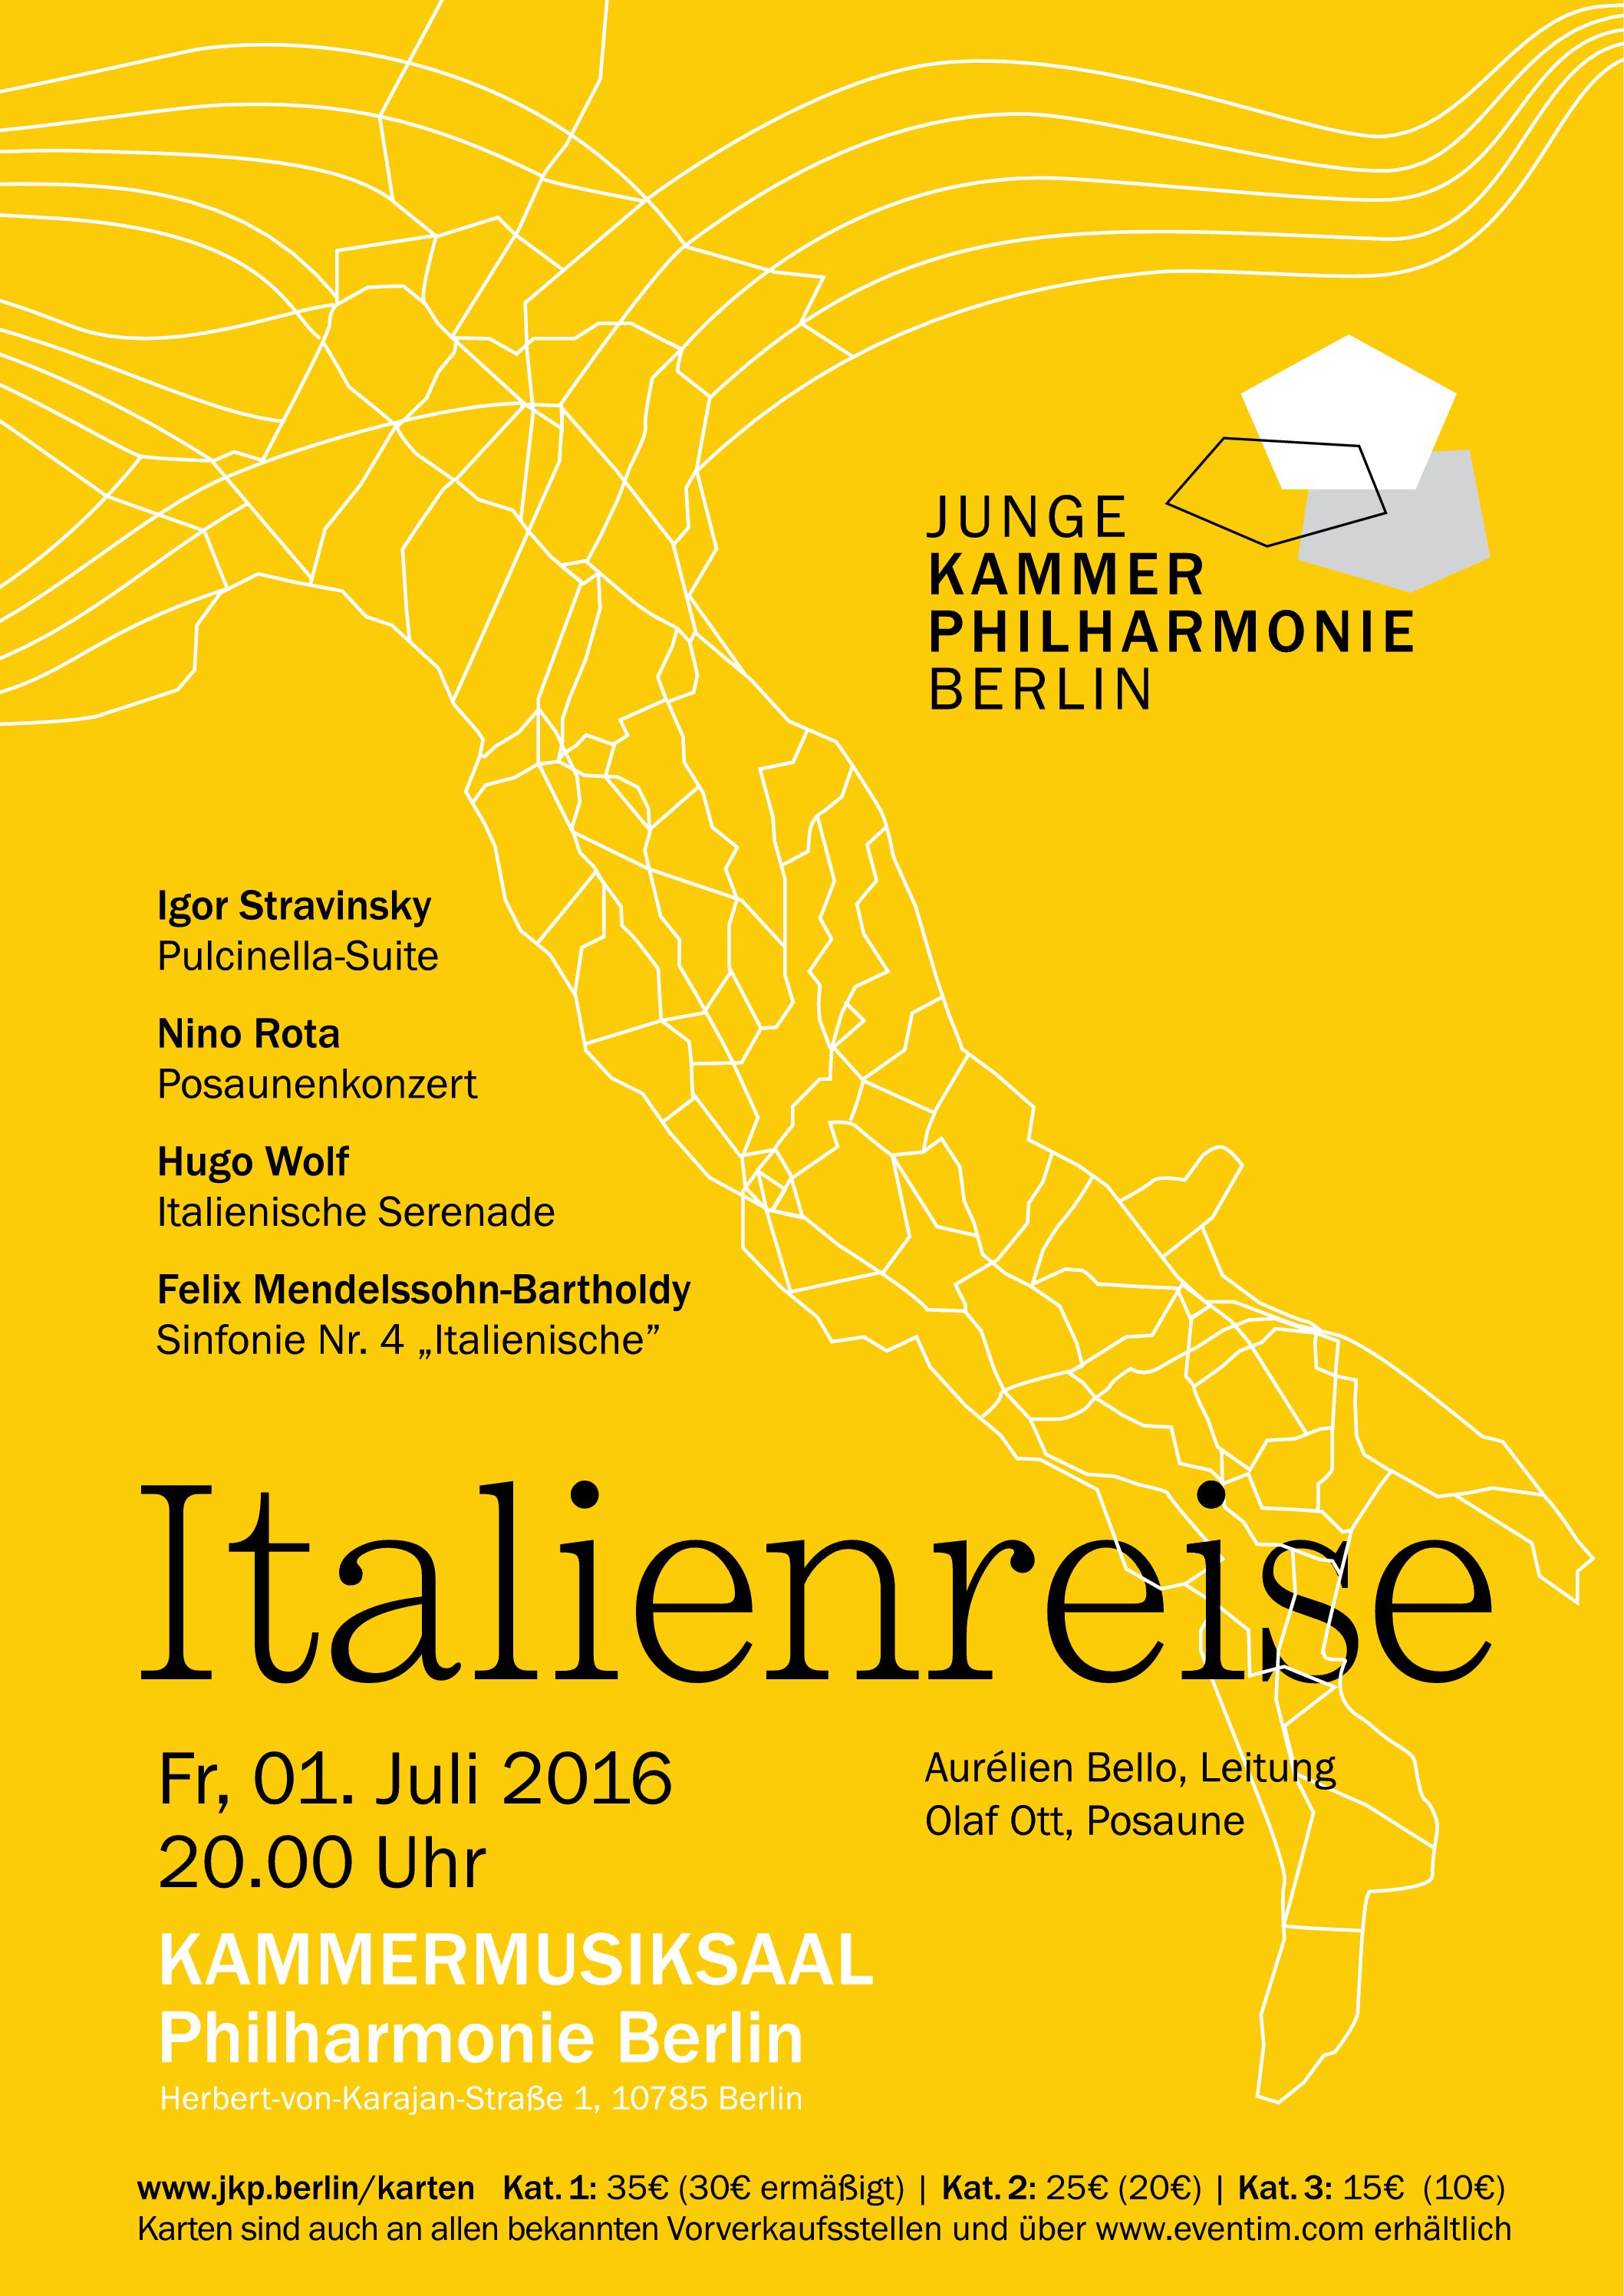 JUNGE
KAMMER
PHILHARMONIE
BERLIN
Igor Stravinsky
Pulcinella-Suite
Nino Rota
Posaunenkonzert
Hugo Wolf
Italienische Serenade
Felix Mendelssohn-Bartholdy
Sinfonie Nr. 4 „Italienische”
Italienreise
Fr, 01. Juli 2016
20.00 Uhr
Aurélien Bello, Leitung
Olaf Ott, Posaune
KAMMERMUSIKSAAL
Philharmonie Berlin
Herbert-von-Karajan-Straße 1, 10785 Berlin
www.jkp.berlin/karten Kat. 1: 35€ (30€ ermäßigt) | Kat. 2: 25€ (20€) | Kat. 3: 15€ (10€)
Karten sind auch an allen bekannten Vorverkaufsstellen und über www.eventim.com erhältlich